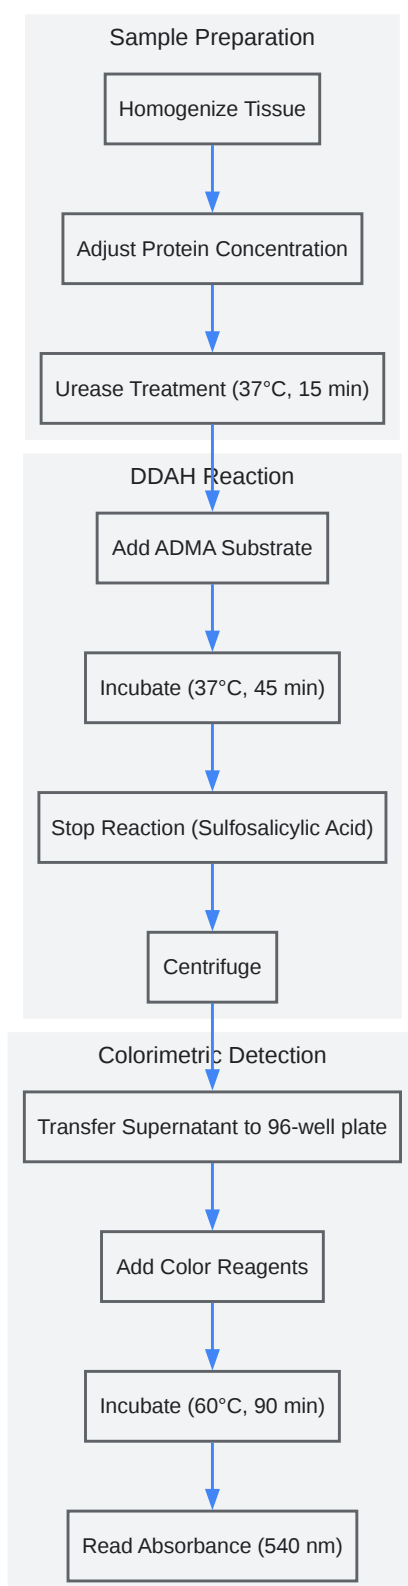 Sample Preparation
Homogenize Tissue
Adjust Protein Concentration
Urease Treatment (37°C, 15 min)
DDAH Reaction
Add ADMA Substrate
Incubate (37°C, 45 min)
Stop Reaction (Sulfosalicylic Acid)
Centrifuge
Colorimetric Detection
Transfer Supernatant to 96-well plate
Add Color Reagents
Incubate (60°C, 90 min)
Read Absorbance (540 nm)